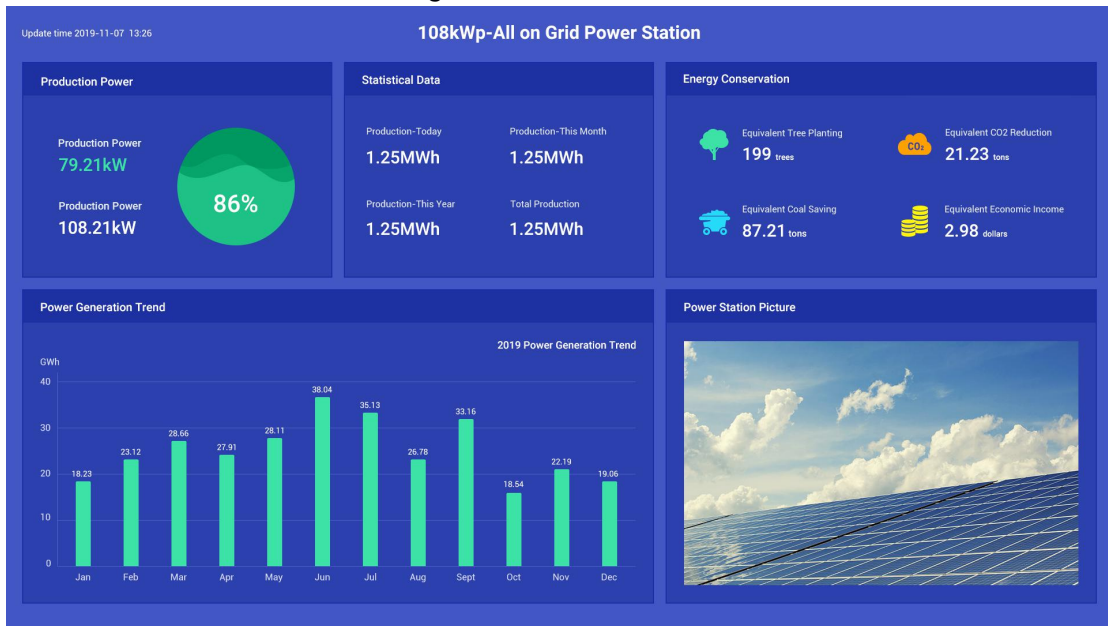 Update time 2019-11-07 13:26
108kWp-All on Grid Power Station
Production Power
Production Power
79.21kW
Production Power
108.21kW
86%
Statistical Data
Production-Today
1.25MWh
Production-This Month
1.25MWh
Production-This Year
1.25MWh
Total Production
1.25MWh
Energy Conservation
Equivalent Tree Planting
199 trees
CO₂
Equivalent CO2 Reduction
21.23 tons
Equivalent Coal Saving
87.21 tons
Equivalent Economic Income
2.98 dollars
Power Generation Trend
2019 Power Generation Trend
GWh
40
30
20
10
0
18.23
23.12
28.66
27.91
28.11
38.04
35.13
26.78
33.16
18.54
22.19
19.06
Jan Feb Mar Apr May Jun Jul Aug Sept Oct Nov Dec
Power Station Picture